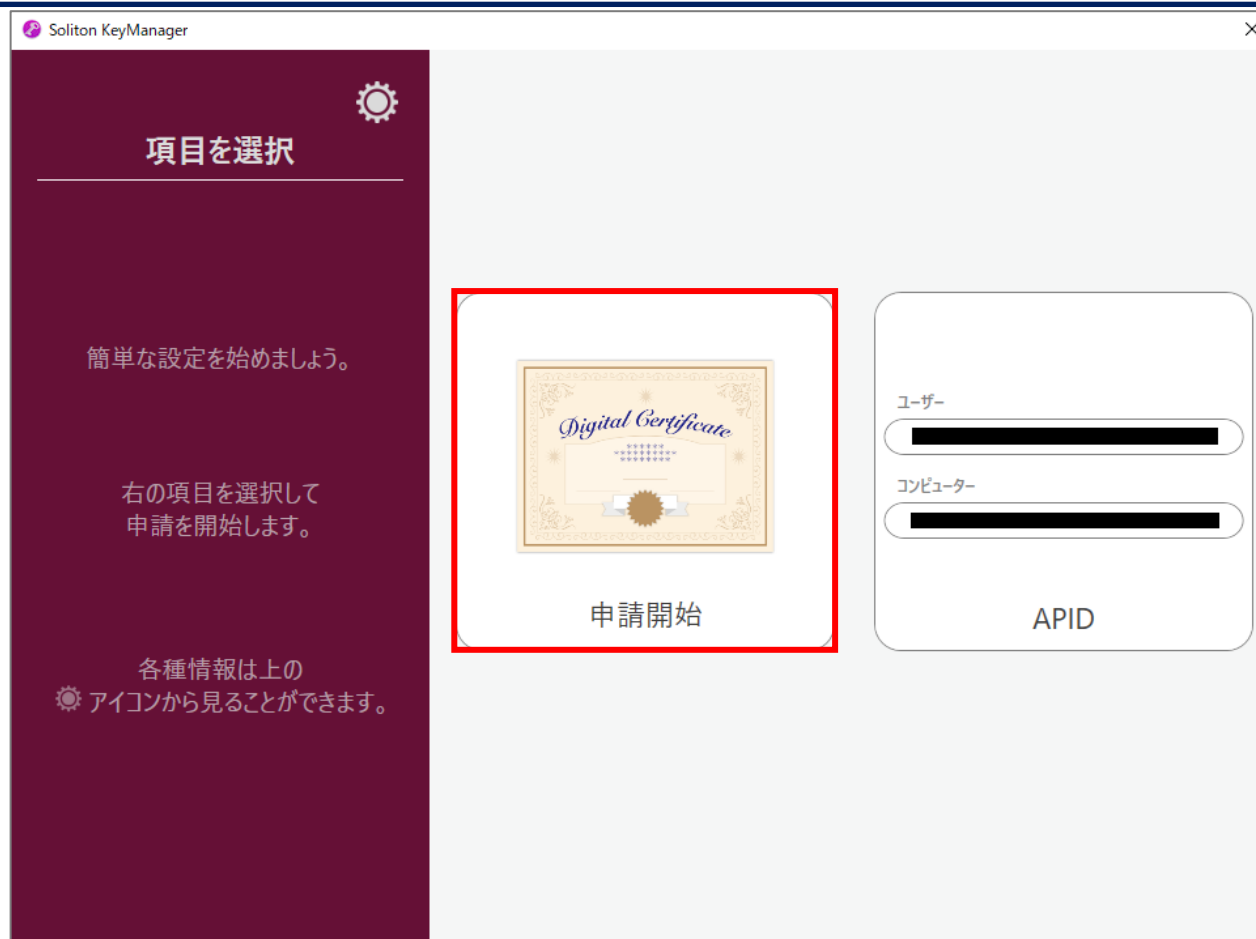 Soliton KeyManager
項目を選択
簡単な設定を始めましょう。
右の項目を選択して
申請を開始します。
各種情報は上の
アイコンから見ることができます。
Digital Certificate
申請開始
ユーザー
コンピューター
APID